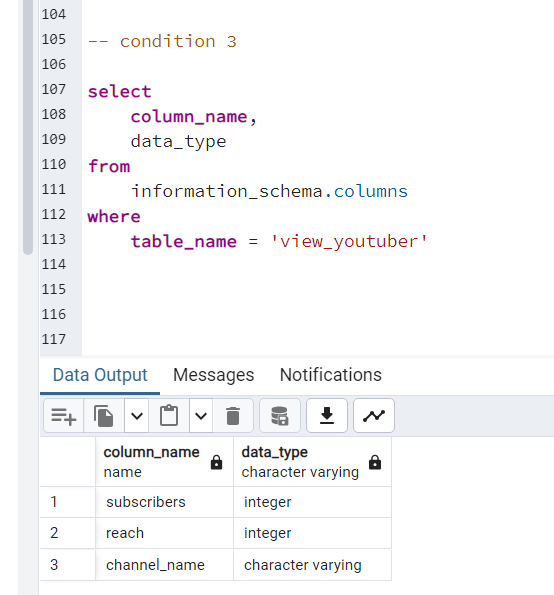 104
105 -- condition 3
106
107 select
108 column_name,
109 data_type
110 from
111 information_schema.columns
112 where
113 table_name = 'view_youtuber'
114
115
116
117
Data Output Messages Notifications
column_name data_type
name character varying
1 subscribers integer
2 reach integer
3 channel_name character varying